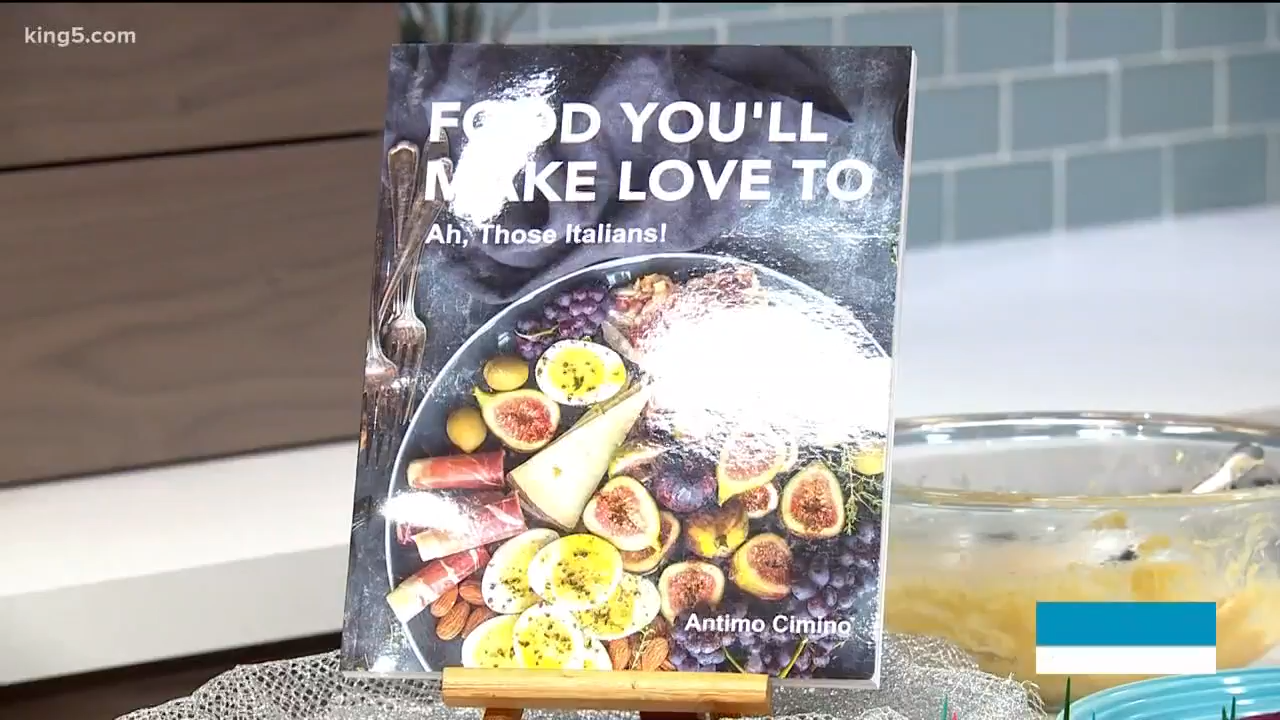 king5.com
FOOD YOU'LL
MAKE LOVE TO
Ah, Those Italians!
Antimo Cimino